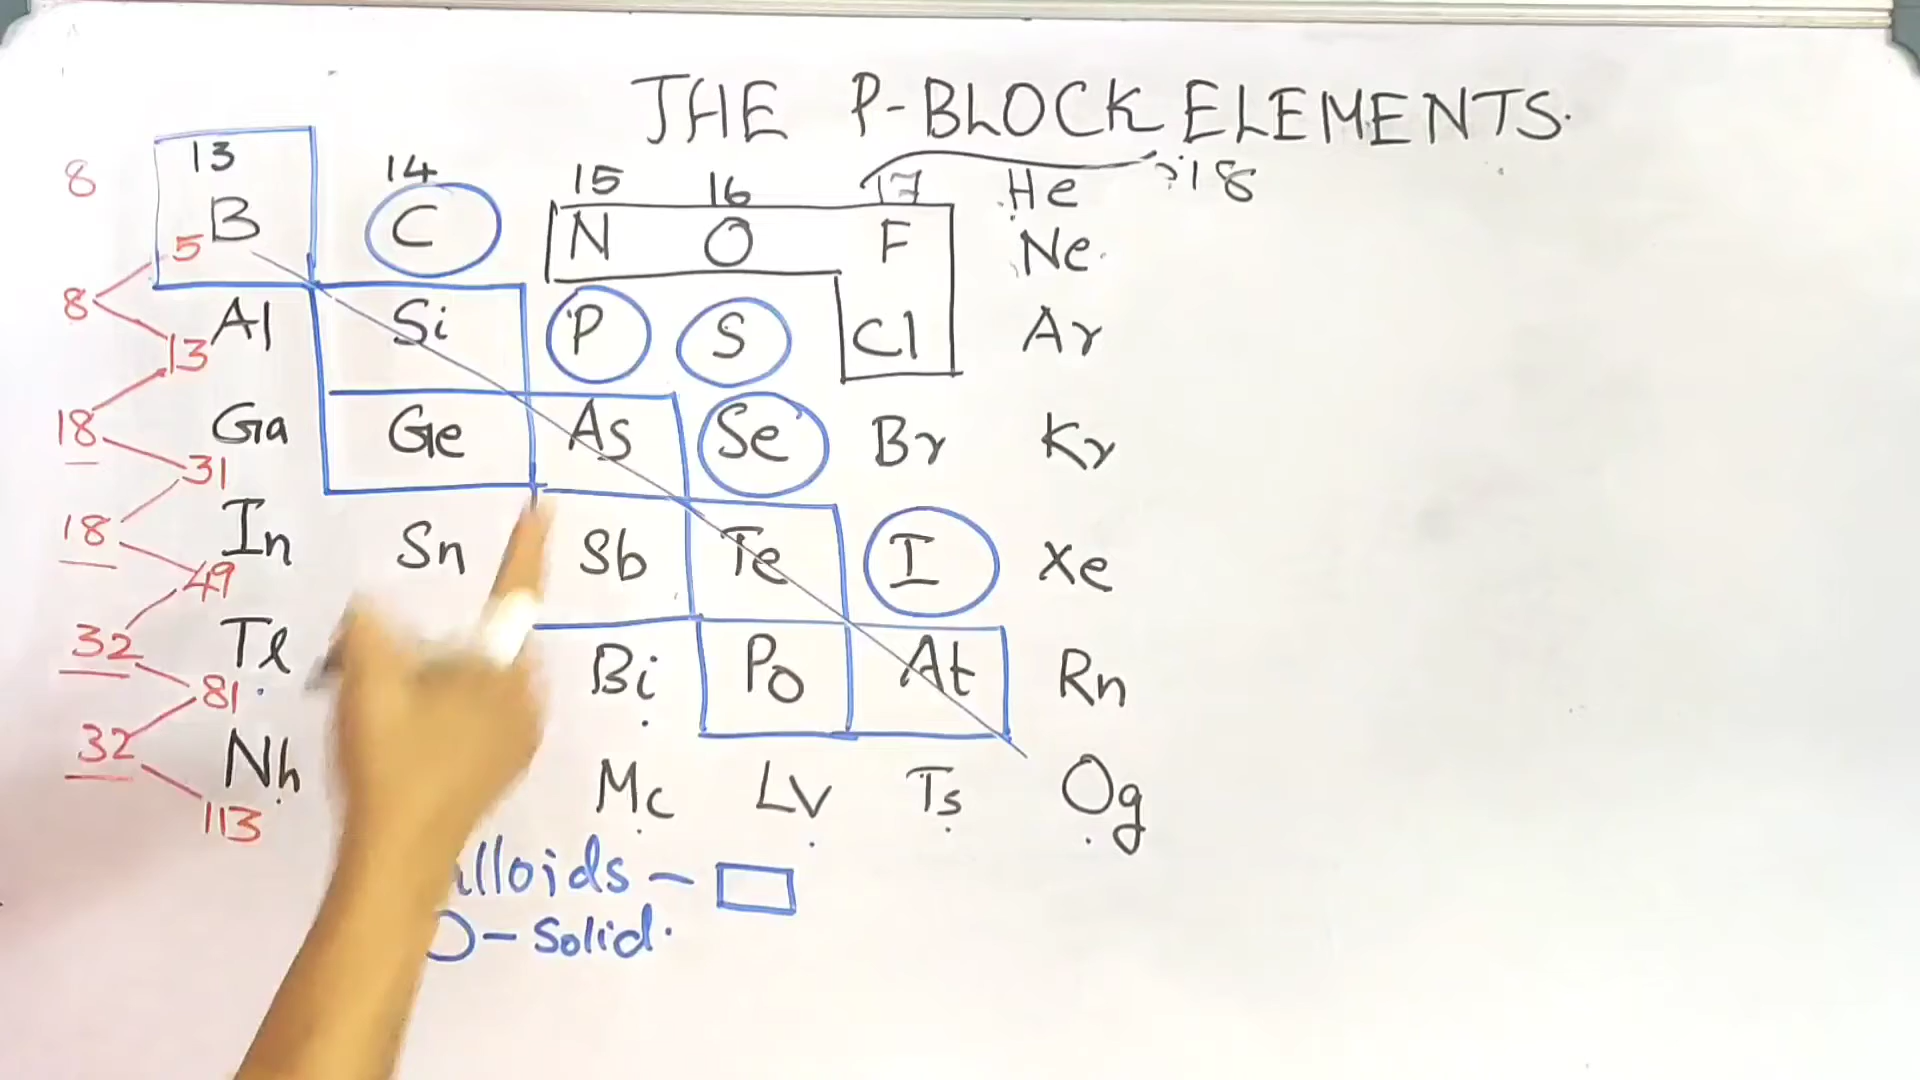 THE P-BLOCK ELEMENTS.
13 14 15 16 17 18
8 B C N O F He
5 Ne
8 Al Si P S Cl Ar
13
18 Ga Ge As Se Br Kr
31
18 In Sn Sb Te I Xe
49
32 Tl Bi Po At Rn
81
32 Nh Mc Lv Ts Og
113
lloids -
- Solid.